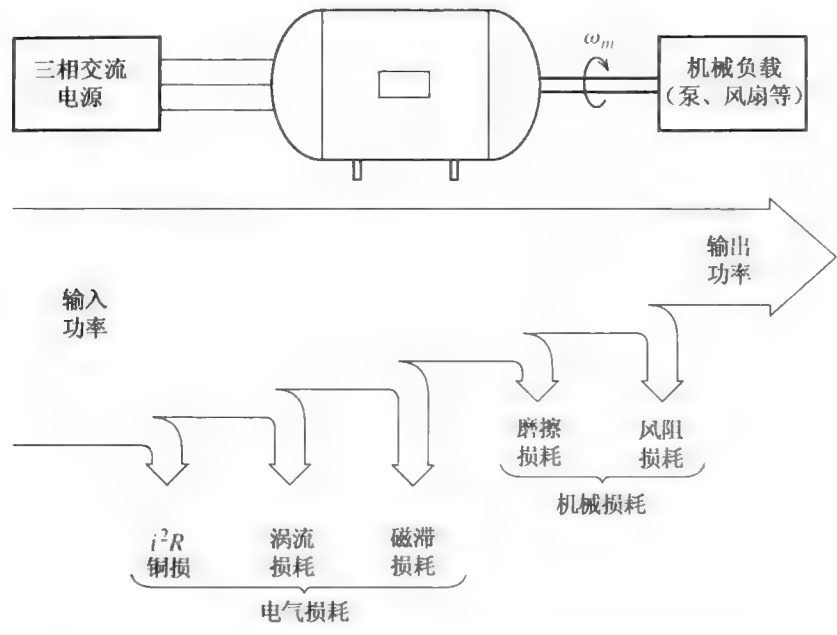 三相交流
电源
ωm
机械负载
（泵、风扇等）
输出
功率
输入
功率
磨擦
损耗
风阻
损耗
机械损耗
i²R
铜损
涡流
损耗
磁滞
损耗
电气损耗